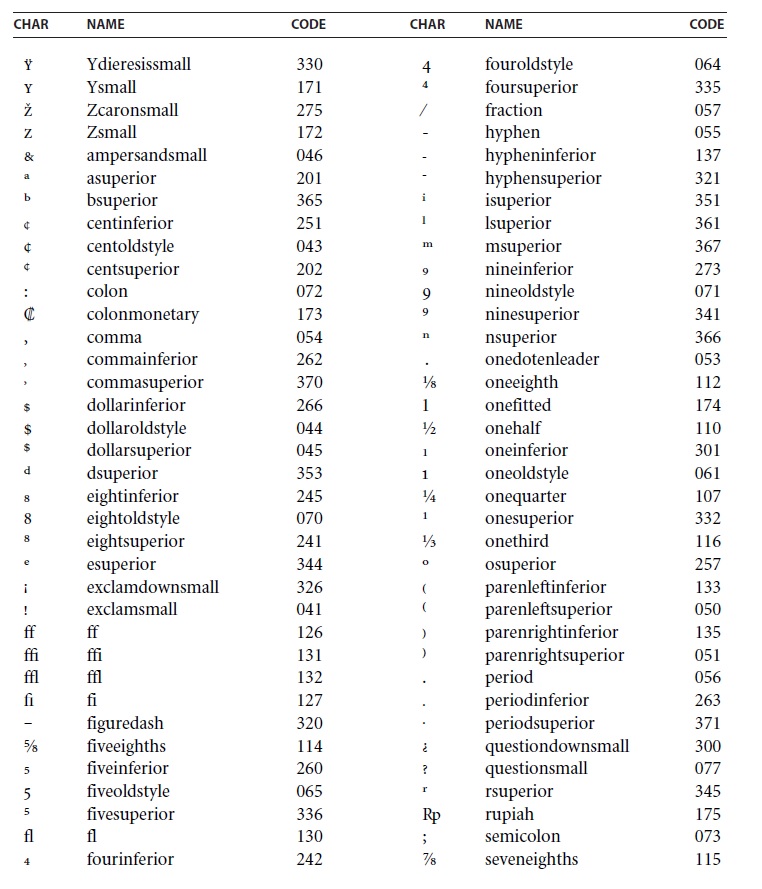 CHAR NAME CODE CHAR NAME CODE
Ÿ Ydieresissmall 330 4 fouroldstyle 064
Y Ysmall 171 4 foursuperior 335
Ž Zcaronsmall 275 / fraction 057
Z Zsmall 172 - hyphen 055
& ampersandsmall 046 - hypheninferior 137
a asuperior 201 - hyphensuperior 321
b bsuperior 365 i isuperior 351
¢ centinferior 251 l lsuperior 361
¢ centoldstyle 043 m msuperior 367
¢ centsuperior 202 9 nineinferior 273
: colon 072 9 nineoldstyle 071
₡ colonmonetary 173 9 ninesuperior 341
, comma 054 n nsuperior 366
, commainferior 262 . onedotenleader 053
, commasuperior 370 ⅛ oneeighth 112
$ dollarinferior 266 1 onefitted 174
$ dollaroldstyle 044 ½ onehalf 110
$ dollarsuperior 045 1 oneinferior 301
d dsuperior 353 1 oneoldstyle 061
8 eightinferior 245 ¼ onequarter 107
8 eightoldstyle 070 1 onesuperior 332
8 eightsuperior 241 ⅓ onethird 116
e esuperior 344 o osuperior 257
¡ exclamdownsmall 326 ( parenleftinferior 133
! exclamsmall 041 ( parenleftsuperior 050
ff ff 126 ) parenrightinferior 135
ffi ffi 131 ) parenrightsuperior 051
ffl ffl 132 . period 056
fi fi 127 . periodinferior 263
– figuredash 320 . periodsuperior 371
⅝ fiveeighths 114 ¿ questiondownsmall 300
5 fiveinferior 260 ? questionsmall 077
5 fiveoldstyle 065 r rsuperior 345
5 fivesuperior 336 Rp rupiah 175
fl fl 130 ; semicolon 073
4 fourinferior 242 ⅞ seveneighths 115